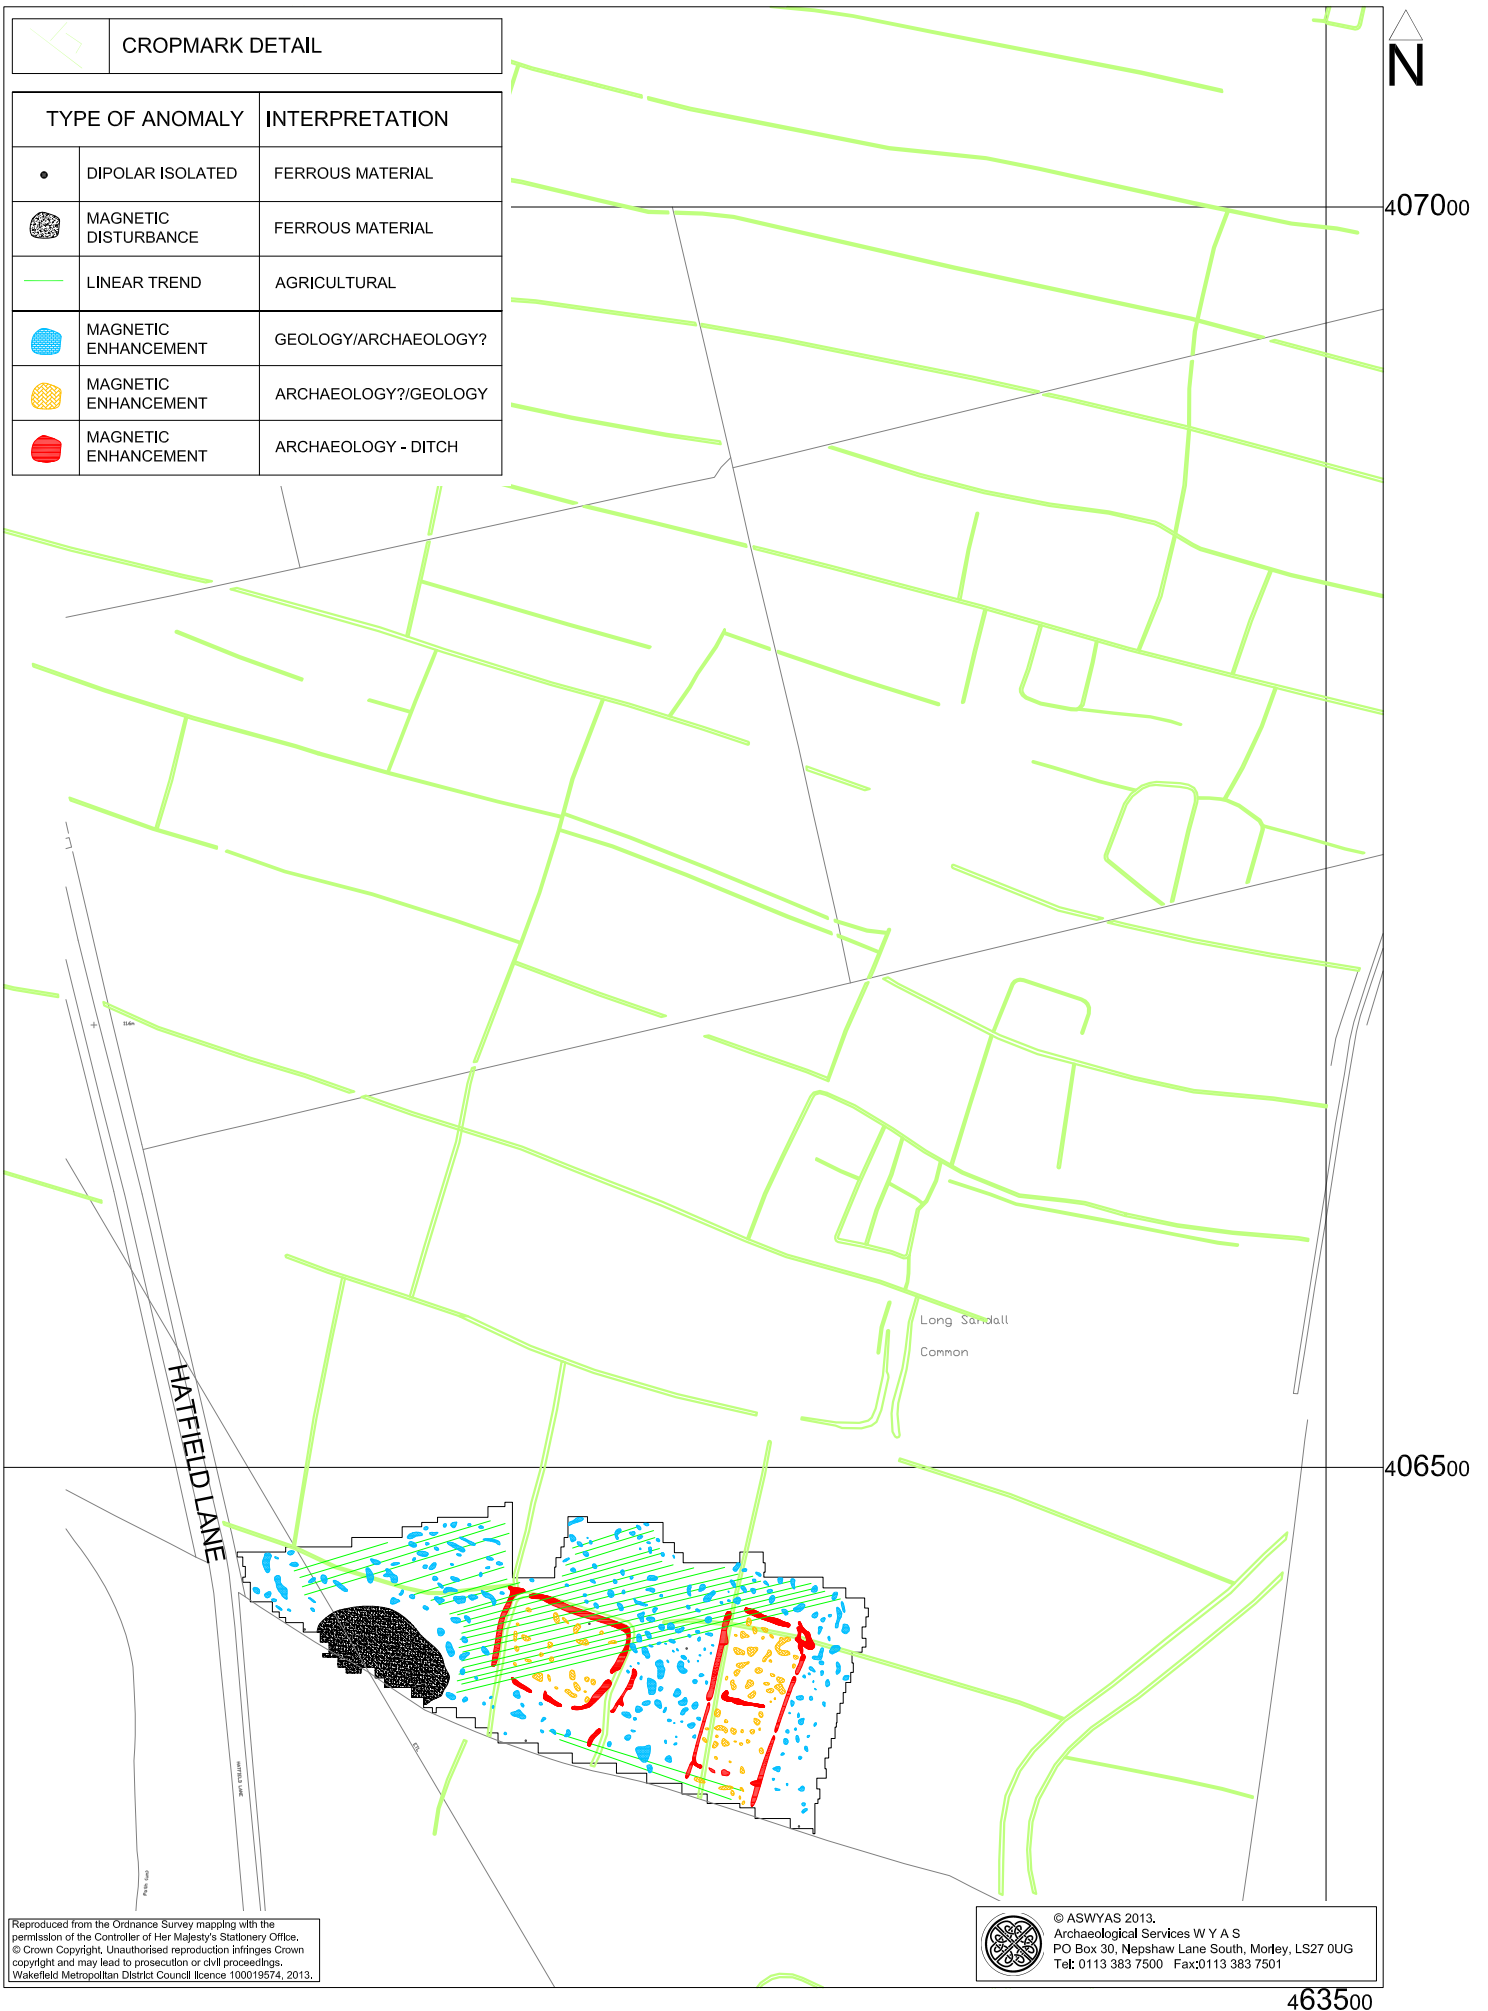 CROPMARK DETAIL
TYPE OF ANOMALY INTERPRETATION
DIPOLAR ISOLATED FERROUS MATERIAL
MAGNETIC
DISTURBANCE
FERROUS MATERIAL
LINEAR TREND AGRICULTURAL
MAGNETIC
ENHANCEMENT
GEOLOGY/ARCHAEOLOGY?
MAGNETIC
ENHANCEMENT
ARCHAEOLOGY?/GEOLOGY
MAGNETIC
ENHANCEMENT
ARCHAEOLOGY - DITCH
N
407000
Long Sandall
Common
HATFIELD LANE
406500
HATFIELD LANE
ETL
Reproduced from the Ordnance Survey mapping with the
permission of the Controller of Her Majesty's Stationery Office.
© Crown Copyright. Unauthorised reproduction infringes Crown
copyright and may lead to prosecution or civil proceedings.
Wakefield Metropolitan District Council licence 100019574, 2013.
© ASWYAS 2013.
Archaeological Services W Y A S
PO Box 30, Nepshaw Lane South, Morley, LS27 0UG
Tel: 0113 383 7500 Fax:0113 383 7501
463500